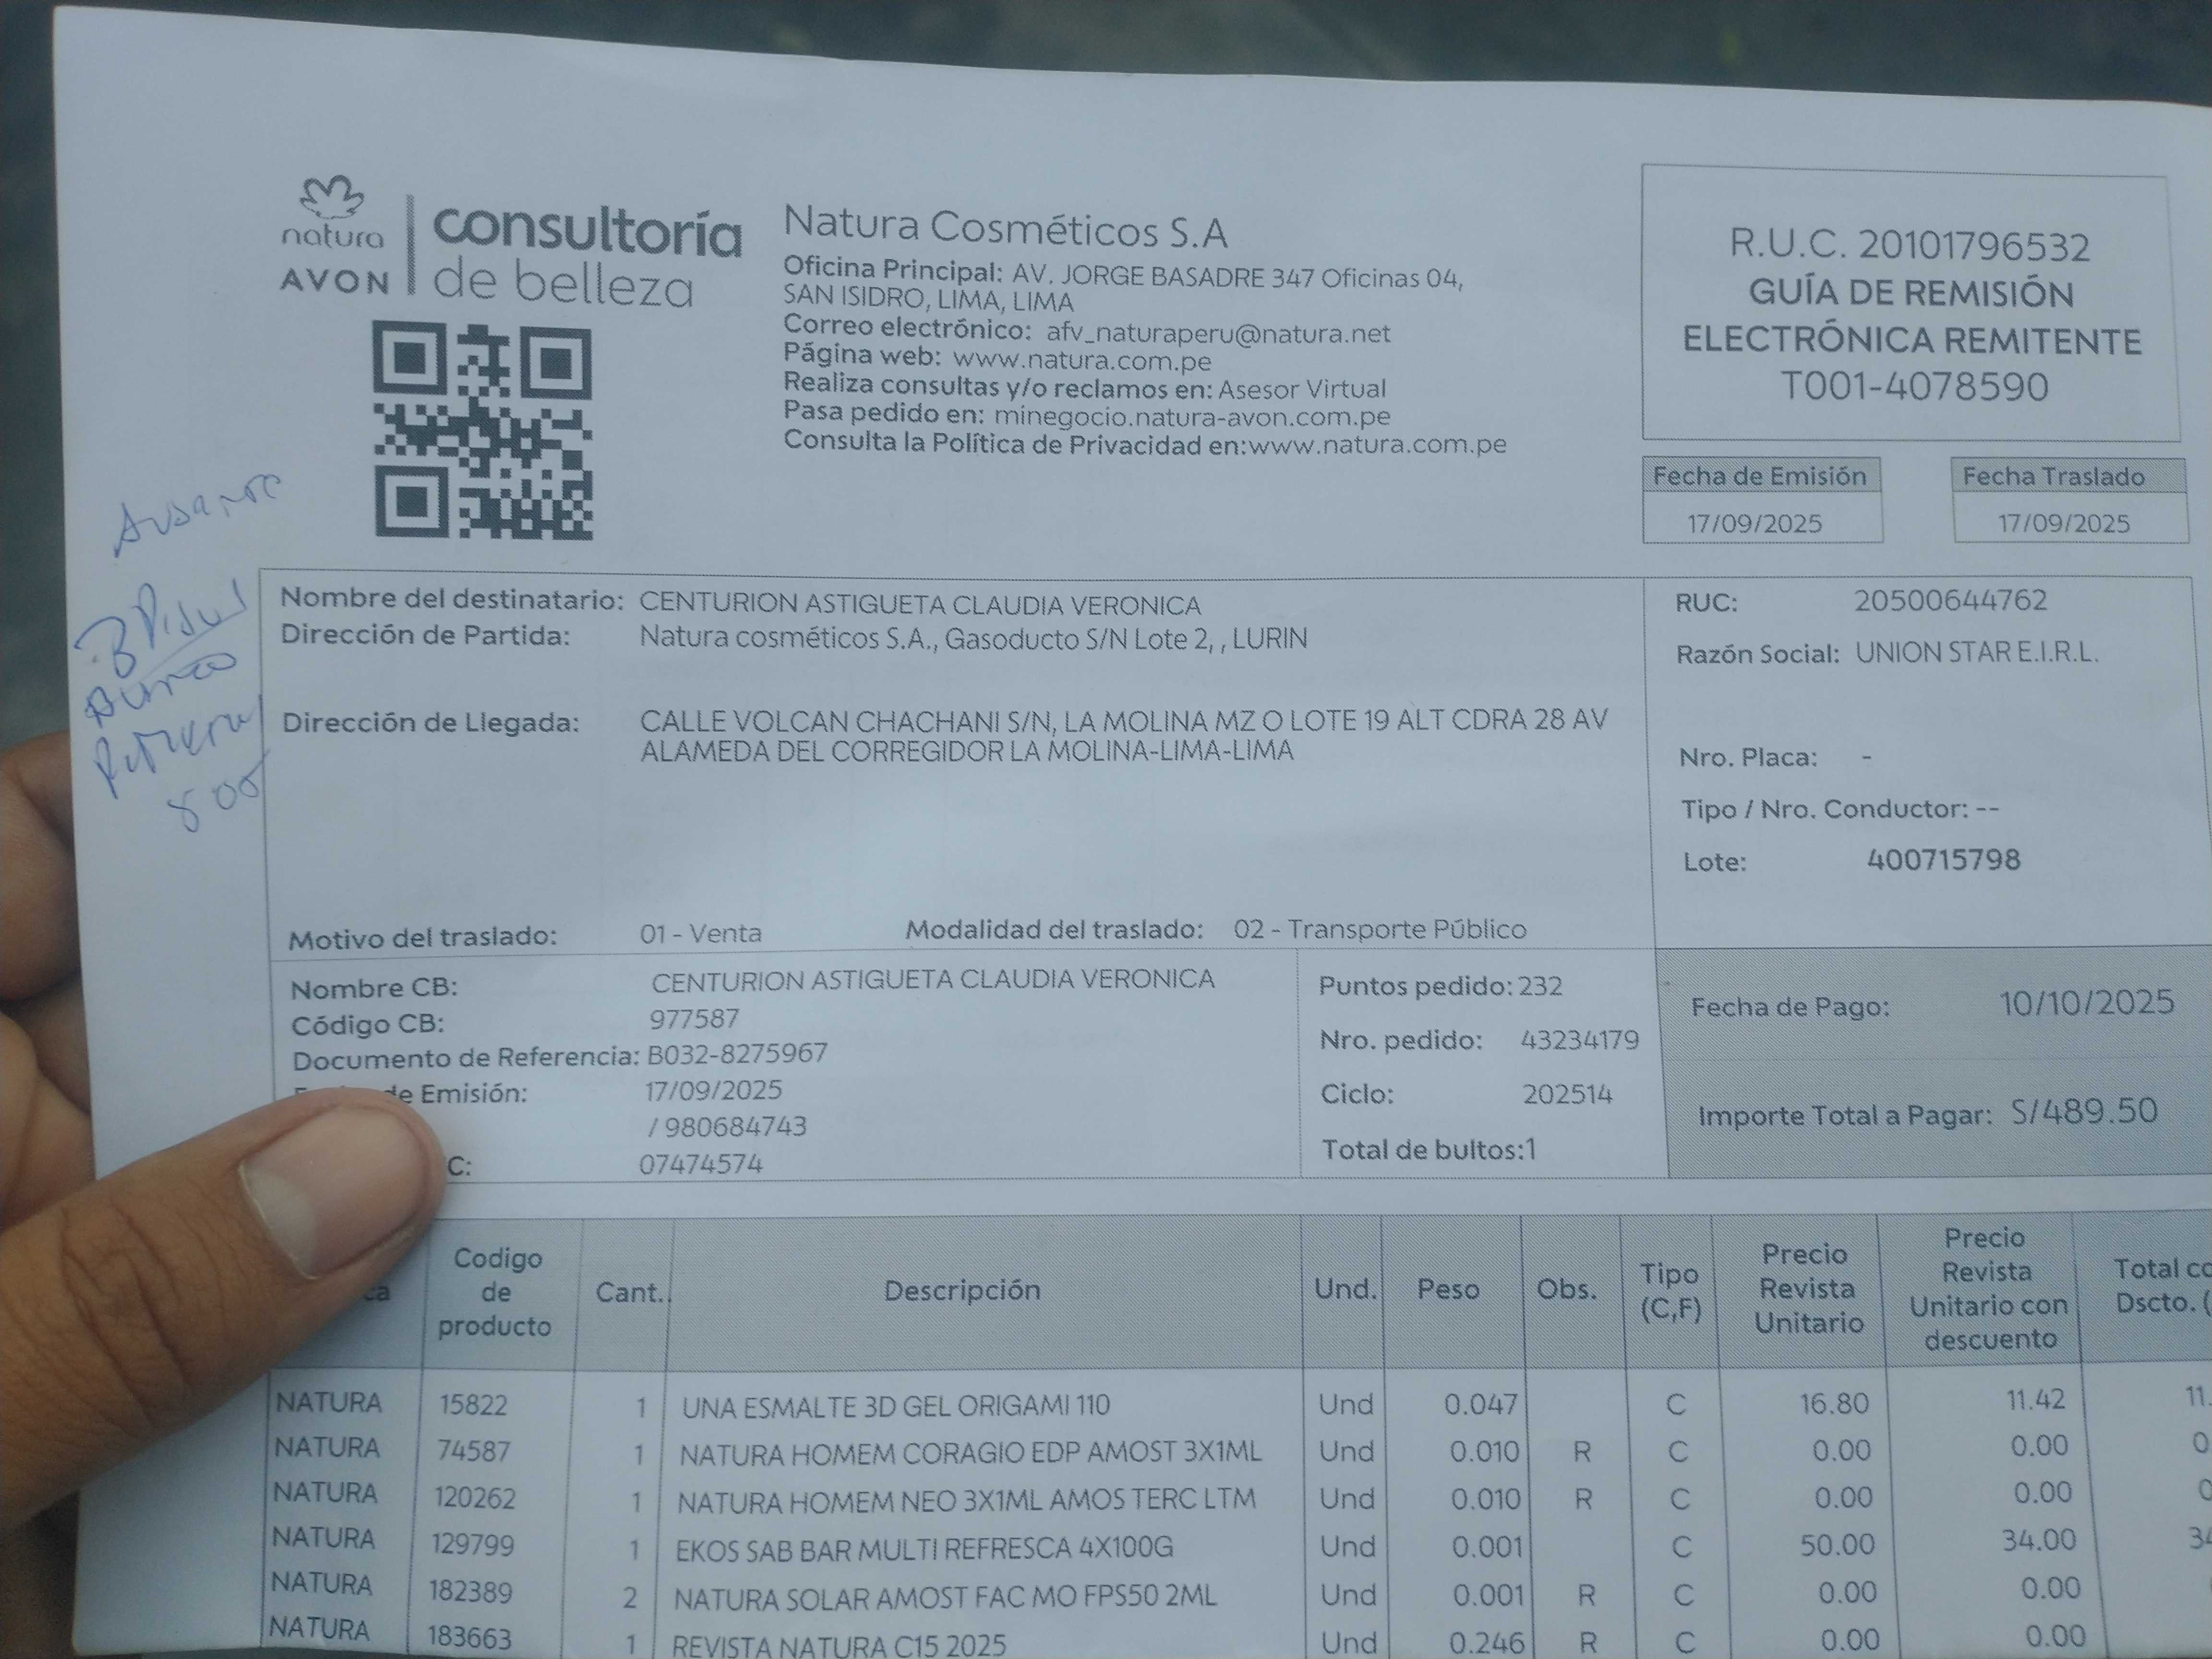 natura
AVON
consultoría
de belleza
Natura Cosméticos S.A
Oficina Principal: AV. JORGE BASADRE 347 Oficinas 04,
SAN ISIDRO, LIMA, LIMA
Correo electrónico: afv_naturaperu@natura.net
Página web: www.natura.com.pe
Realiza consultas y/o reclamos en: Asesor Virtual
Pasa pedido en: minegocio.natura-avon.com.pe
Consulta la Política de Privacidad en:www.natura.com.pe
R.U.C. 20101796532
GUÍA DE REMISIÓN
ELECTRÓNICA REMITENTE
T001-4078590
Fecha de Emisión
17/09/2025
Fecha Traslado
17/09/2025
Nombre del destinatario: CENTURION ASTIGUETA CLAUDIA VERONICA
Dirección de Partida: Natura cosméticos S.A., Gasoducto S/N Lote 2, , LURIN
Dirección de Llegada: CALLE VOLCAN CHACHANI S/N, LA MOLINA MZ O LOTE 19 ALT CDRA 28 AV
ALAMEDA DEL CORREGIDOR LA MOLINA-LIMA-LIMA
Motivo del traslado: 01 - Venta Modalidad del traslado: 02 - Transporte Público
RUC: 20500644762
Razón Social: UNION STAR E.I.R.L.
Nro. Placa: -
Tipo / Nro. Conductor: --
Lote: 400715798
Nombre CB: CENTURION ASTIGUETA CLAUDIA VERONICA
Código CB: 977587
Documento de Referencia: B032-8275967
de Emisión: 17/09/2025
/ 980684743
C: 07474574
Puntos pedido: 232
Nro. pedido: 43234179
Ciclo: 202514
Total de bultos:1
Fecha de Pago: 10/10/2025
Importe Total a Pagar: S/489.50
Codigo de producto Cant. Descripción Und. Peso Obs. Tipo (C,F) Precio Revista Unitario Precio Revista Unitario con descuento Dscto.
NATURA 15822 1 UNA ESMALTE 3D GEL ORIGAMI 110 Und 0.047 C 16.80 11.42 11.
NATURA 74587 1 NATURA HOMEM CORAGIO EDP AMOST 3X1ML Und 0.010 R C 0.00 0.00 0
NATURA 120262 1 NATURA HOMEM NEO 3X1ML AMOS TERC LTM Und 0.010 R C 0.00 0.00 0
NATURA 129799 1 EKOS SAB BAR MULTI REFRESCA 4X100G Und 0.001 C 50.00 34.00 34
NATURA 182389 2 NATURA SOLAR AMOST FAC MO FPS50 2ML Und 0.001 R C 0.00 0.00
NATURA 183663 1 REVISTA NATURA C15 2025 Und 0.246 R C 0.00 0.00